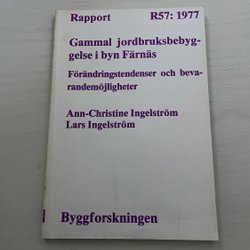 Rapport R57: 1977
Gammal jordbruksbebyg-
gelse i byn Färnäs
Förändringstendenser och beva-
randemöjligheter
Ann-Christine Ingelström
Lars Ingelström
Byggforskningen